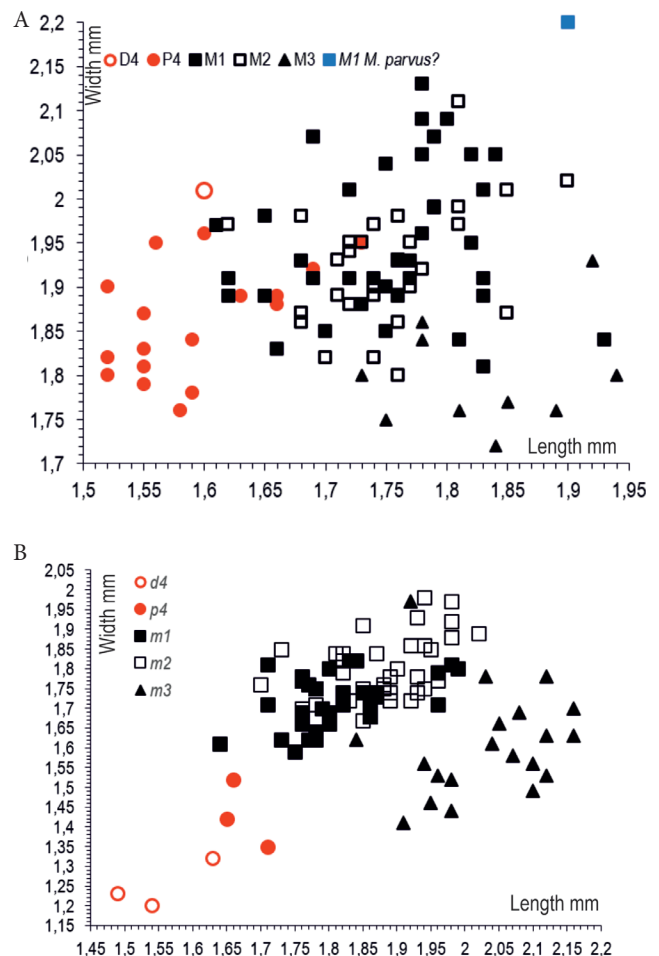 A
2,2
2,15
2,1
2,05
2
1,95
1,9
1,85
1,8
1,75
1,7
Width mm
D4 P4 M1 M2 M3 M1 M. parvus?
Length mm
1,5 1,55 1,6 1,65 1,7 1,75 1,8 1,85 1,9 1,95
B
2,05
2
1,95
1,9
1,85
1,8
1,75
1,7
1,65
1,6
1,55
1,5
1,45
1,4
1,35
1,3
1,25
1,2
1,15
Width mm
d4
p4
m1
m2
m3
Length mm
1,45 1,5 1,55 1,6 1,65 1,7 1,75 1,8 1,85 1,9 1,95 2 2,05 2,1 2,15 2,2